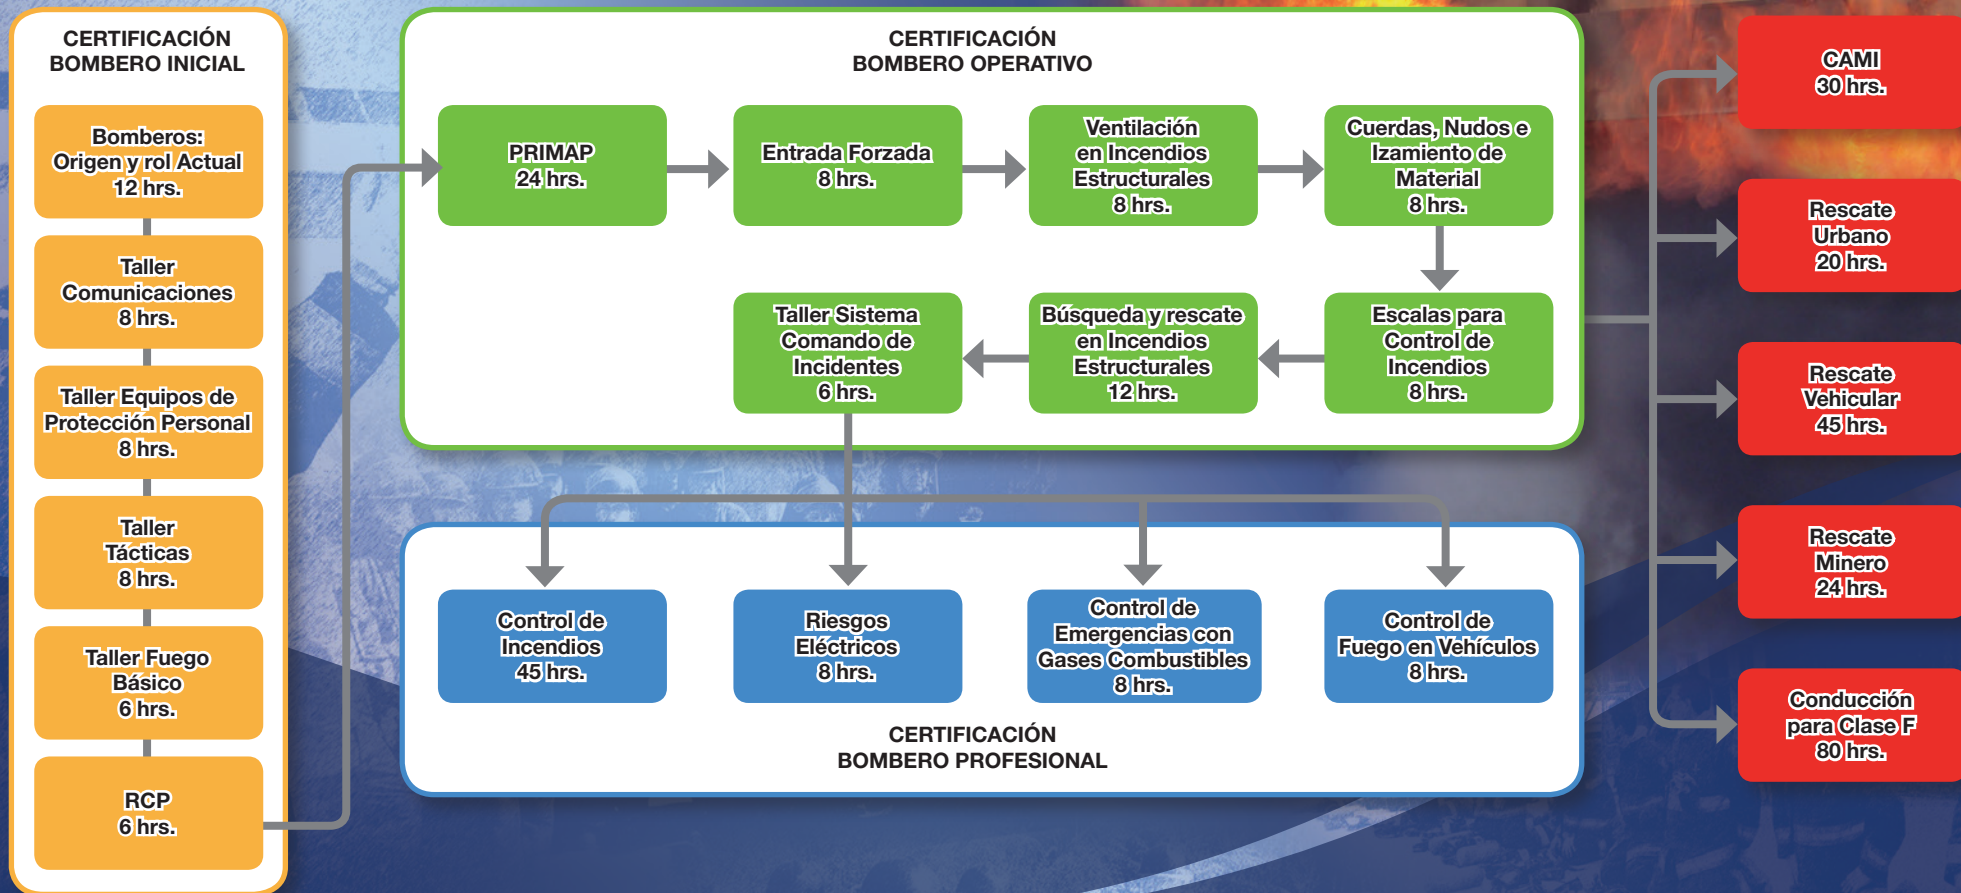 CERTIFICACIÓN
BOMBERO INICIAL
Bomberos:
Origen y rol Actual
12 hrs.
Taller
Comunicaciones
8 hrs.
Taller Equipos de
Protección Personal
8 hrs.
Taller
Tácticas
8 hrs.
Taller Fuego
Básico
6 hrs.
RCP
6 hrs.
CERTIFICACIÓN
BOMBERO OPERATIVO
PRIMAP
24 hrs.
Entrada Forzada
8 hrs.
Ventilación
en Incendios
Estructurales
8 hrs.
Cuerdas, Nudos e
Izamiento de
Material
8 hrs.
Escalas para
Control de
Incendios
8 hrs.
Búsqueda y rescate
en Incendios
Estructurales
12 hrs.
Taller Sistema
Comando de
Incidentes
6 hrs.
Control de
Incendios
45 hrs.
Riesgos
Eléctricos
8 hrs.
Control de
Emergencias con
Gases Combustibles
8 hrs.
Control de
Fuego en Vehículos
8 hrs.
CERTIFICACIÓN
BOMBERO PROFESIONAL
CAMI
30 hrs.
Rescate
Urbano
20 hrs.
Rescate
Vehicular
45 hrs.
Rescate
Minero
24 hrs.
Conducción
para Clase F
80 hrs.